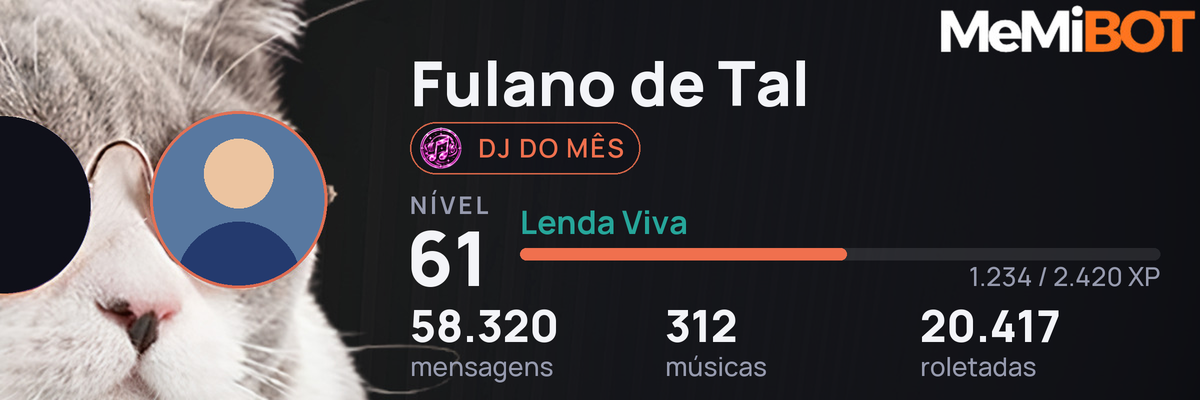 MeMiBOT
Fulano de Tal
DJ DO MÊS
NÍVEL
61
Lenda Viva
1.234 / 2.420 XP
58.320
mensagens
312
músicas
20.417
roletadas